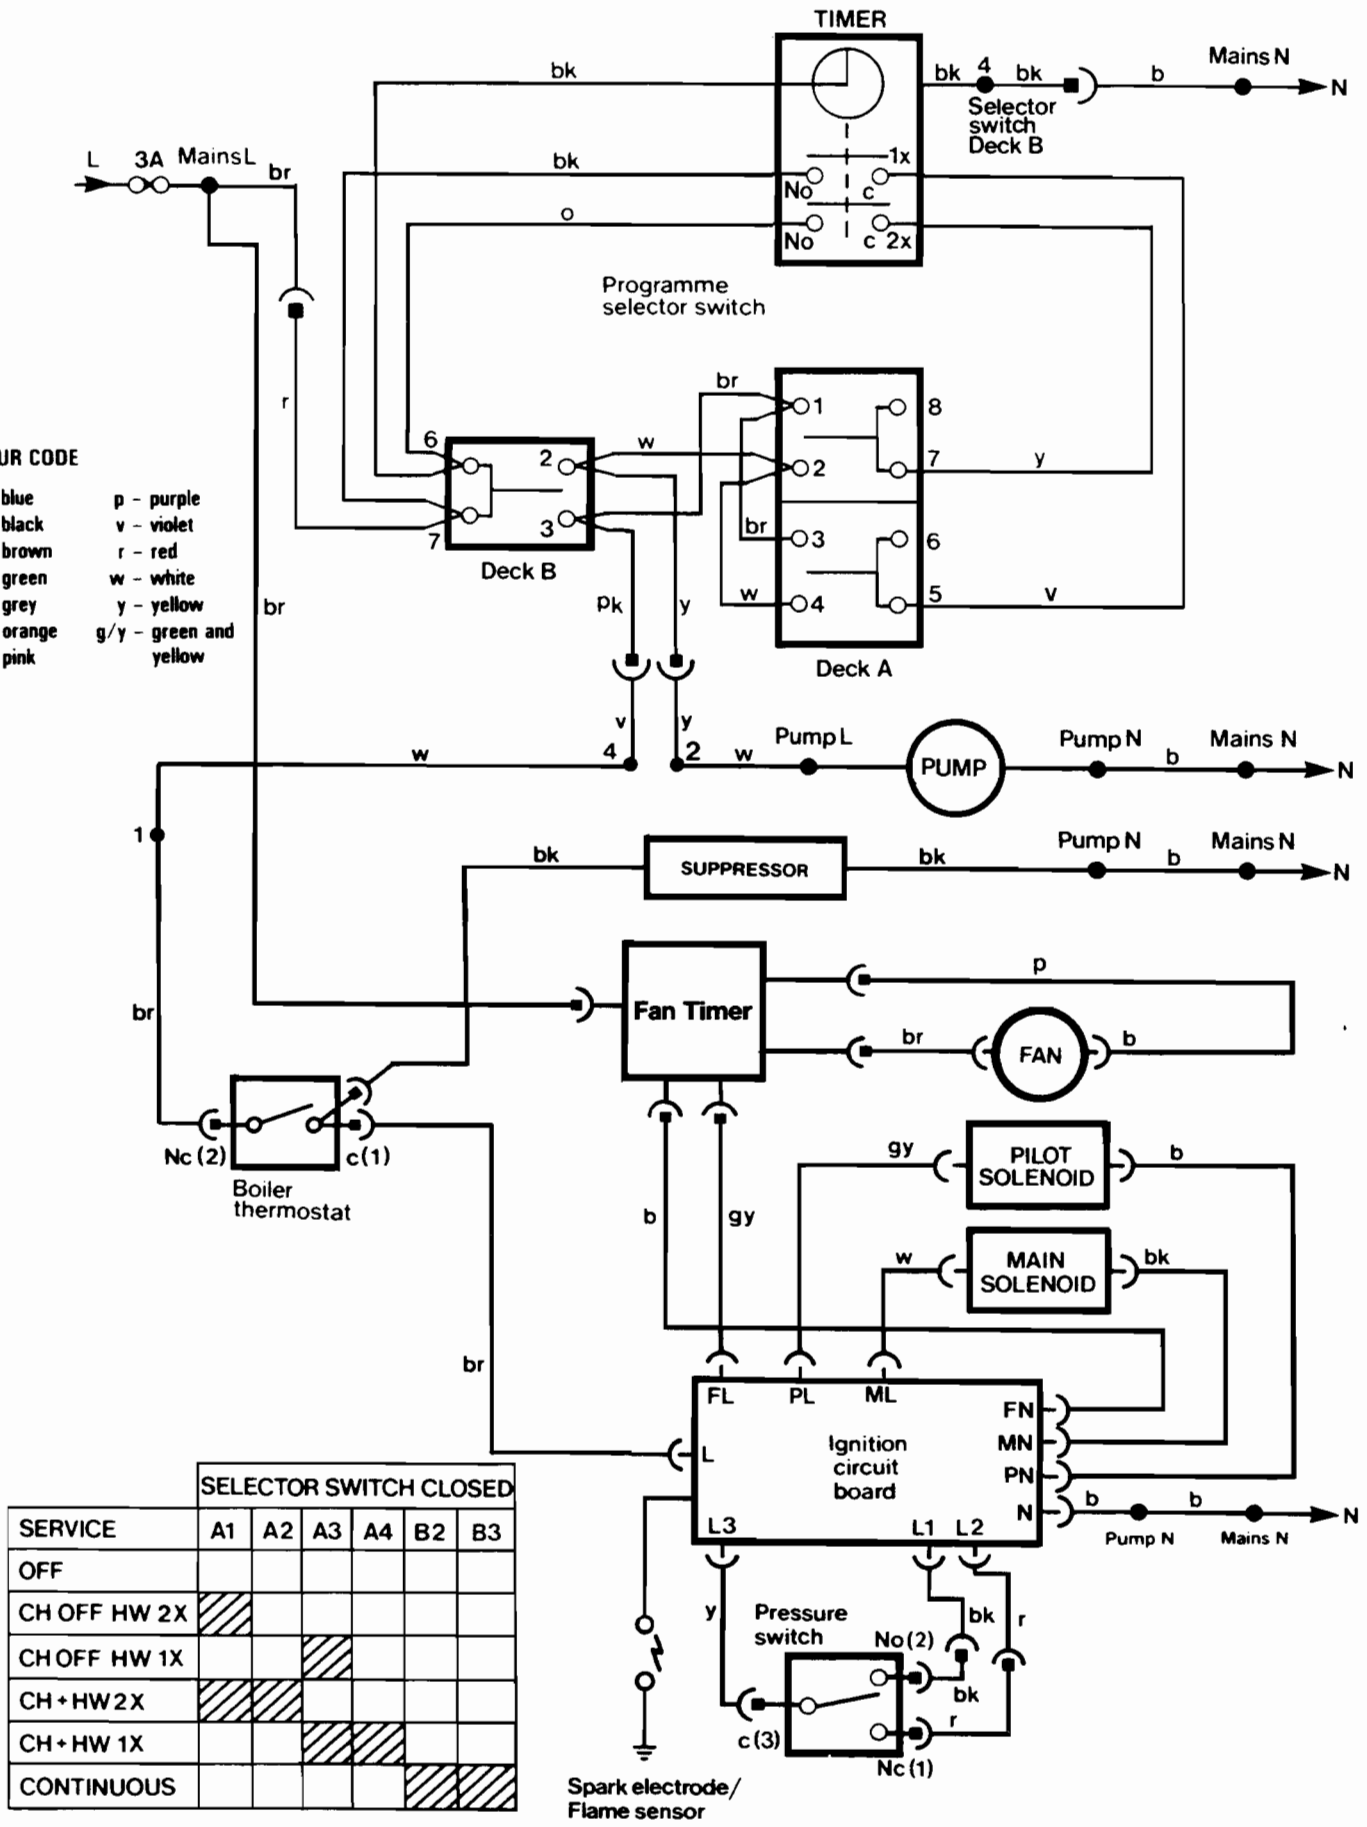 TIMER
bk
bk 4 bk b Mains N
N
Selector
switch
Deck B
L 3A Mains L br
bk
1x
No c
o
No c 2x
Programme
selector switch
r
br
1 8
6
w
2
2 7 y
UR CODE
blue p - purple
black v - violet
brown r - red
green w - white
grey y - yellow
orange g/y - green and
pink yellow
7 3
br 3 6
Deck B
w 4 5 v
br
pk y
Deck A
v y
w 4 2 w Pump L PUMP Pump N b Mains N
N
1
bk SUPPRESSOR bk Pump N b Mains N
N
p
Fan Timer
br
br FAN b
Nc (2) c(1)
Boiler
thermostat
gy PILOT
SOLENOID b
b gy
w MAIN
SOLENOID bk
br
FL PL ML
FN
MN
PN
N b b N
Pump N Mains N
L
Ignition
circuit
board
L3 L1 L2
SELECTOR SWITCH CLOSED
SERVICE A1 A2 A3 A4 B2 B3
OFF
CH OFF HW 2X
CH OFF HW 1X
CH + HW 2X
CH + HW 1X
CONTINUOUS
y Pressure
switch
No (2) bk r
bk
c (3) r
Nc (1)
Spark electrode/
Flame sensor